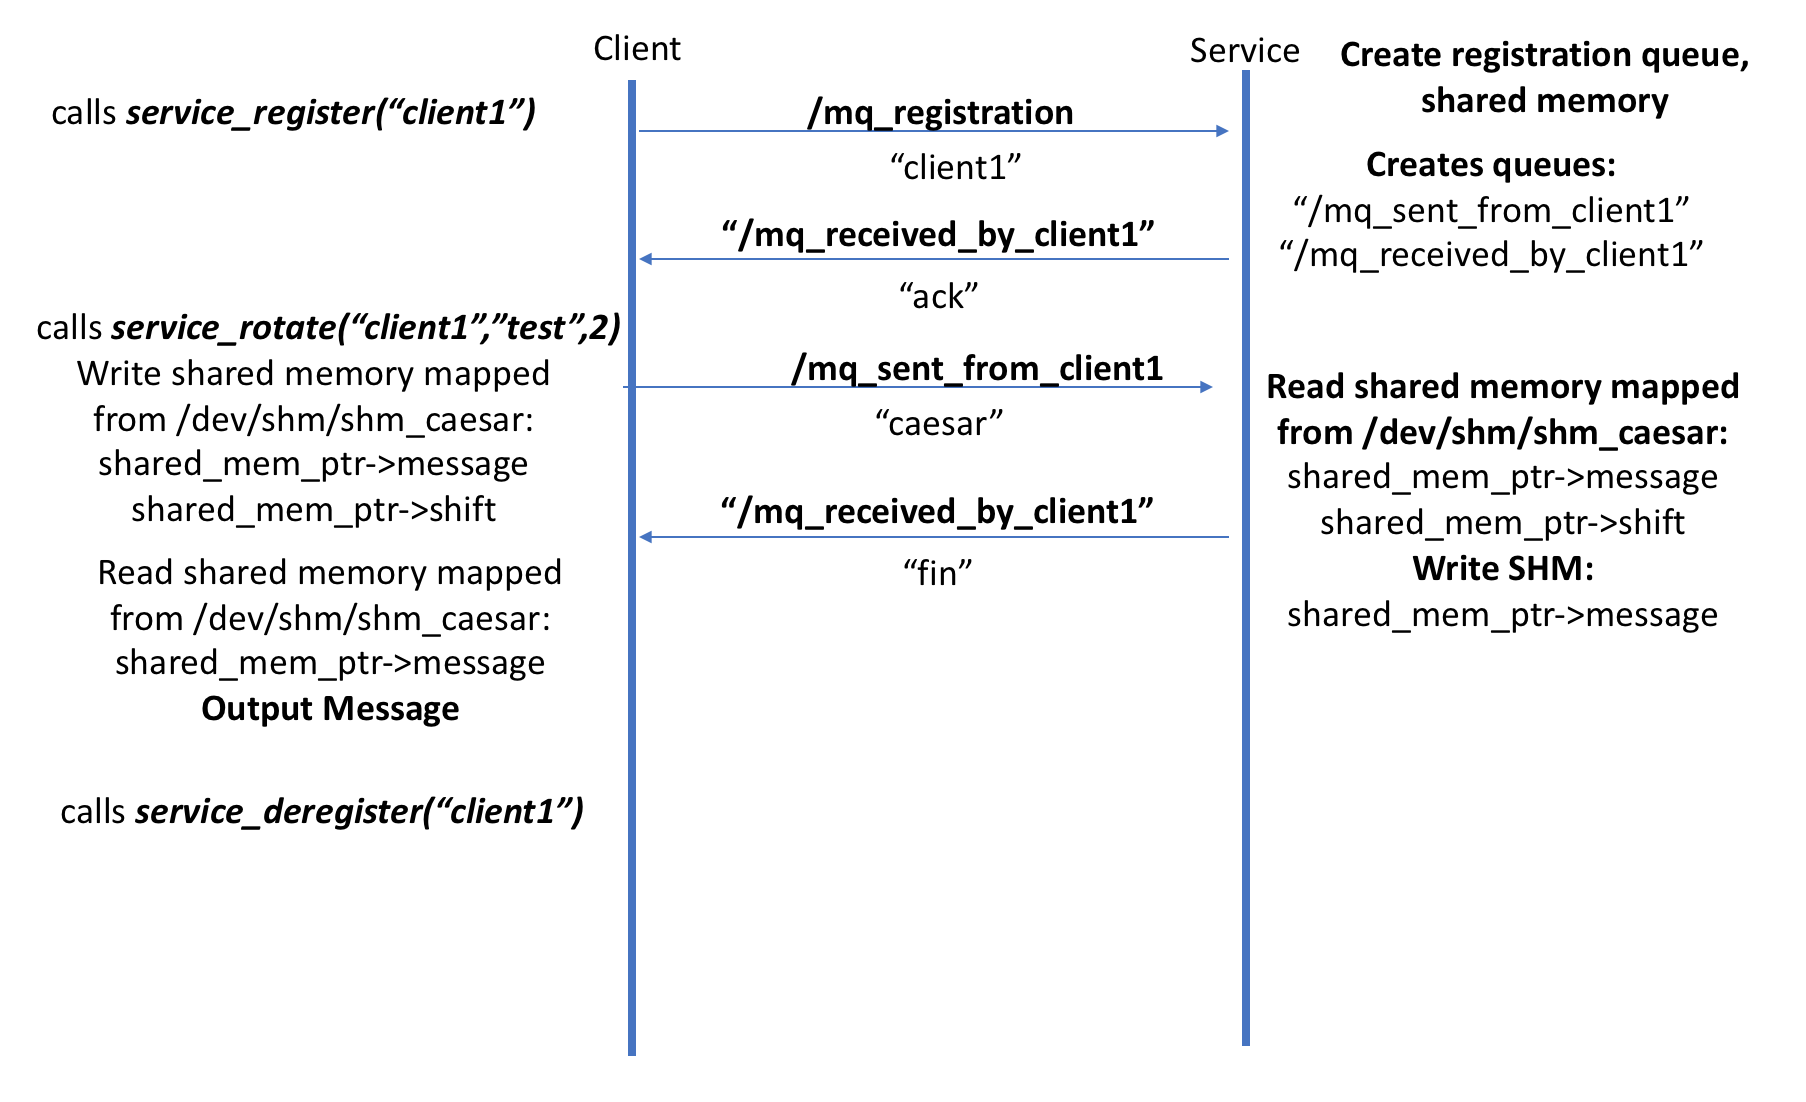 Client
Service
Create registration queue,
shared memory
calls service_register(“client1”)
/mq_registration
“client1”
Creates queues:
“/mq_sent_from_client1”
“/mq_received_by_client1”
“/mq_received_by_client1”
“ack”
calls service_rotate(“client1”,”test”,2)
Write shared memory mapped
from /dev/shm/shm_caesar:
shared_mem_ptr->message
shared_mem_ptr->shift
/mq_sent_from_client1
“caesar”
Read shared memory mapped
from /dev/shm/shm_caesar:
shared_mem_ptr->message
shared_mem_ptr->shift
Write SHM:
shared_mem_ptr->message
“/mq_received_by_client1”
“fin”
Read shared memory mapped
from /dev/shm/shm_caesar:
shared_mem_ptr->message
Output Message
calls service_deregister(“client1”)